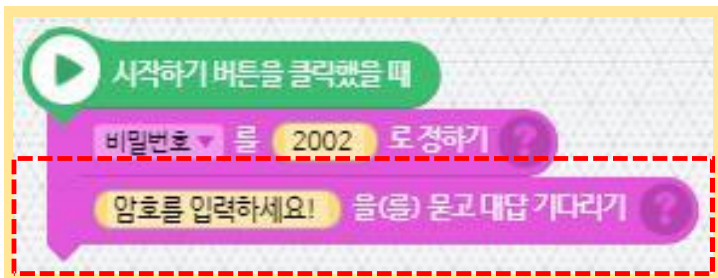 시작하기 버튼을 클릭했을 때
비밀번호 ▼ 를 2002 로 정하기 ?
암호를 입력하세요! 을(를) 묻고 대답 기다리기 ?